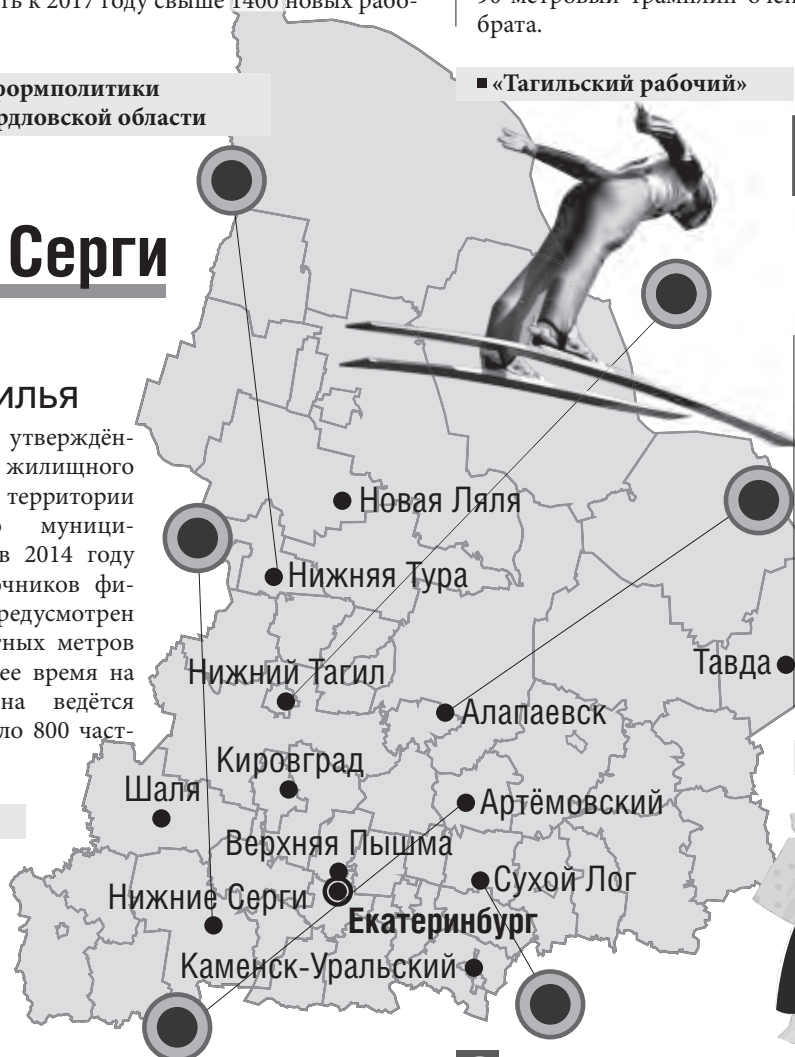 ть к 2017 году свыше 1400 новых рабо-
брата.
формполитики
рдловской области
■ «Тагильский рабочий»
Серги
илья
утверждён-
жилищного
территории
муници-
в 2014 году
очников фи-
редусмотрен
тных метров
ее время на
на ведётся
ло 800 част-
Новая Ляля
Нижняя Тура
Нижний Тагил
Тавда
Алапаевск
Кировград
Шаля
Артёмовский
Верхняя Пышма
Сухой Лог
Нижние Серги
Екатеринбург
Каменск-Уральский